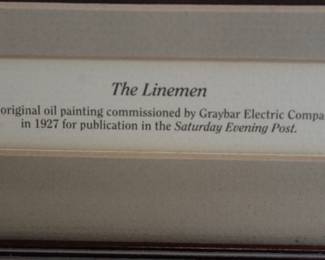 The Linemen
original oil painting commissioned by Graybar Electric Compa
in 1927 for publication in the Saturday Evening Post.